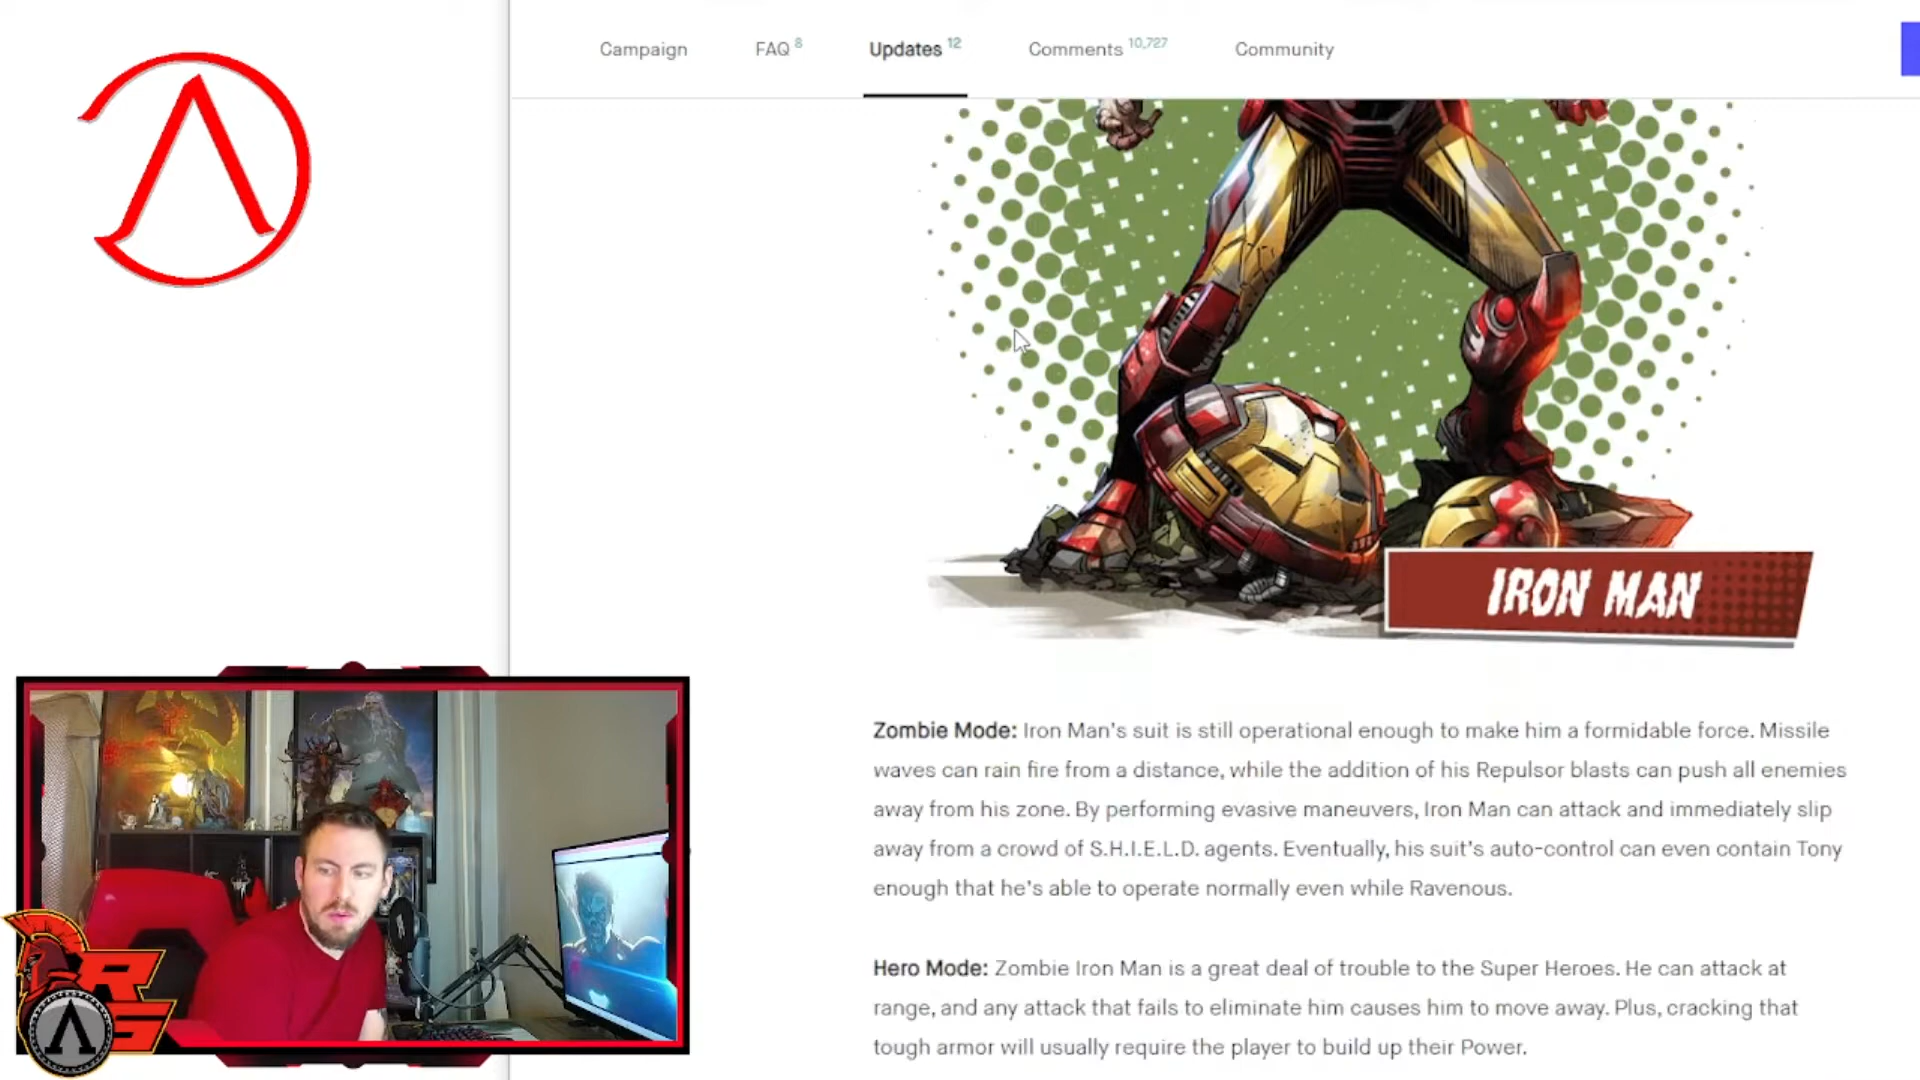 Campaign FAQ 8 Updates 12 Comments 10,727 Community
IRON MAN
Zombie Mode: Iron Man's suit is still operational enough to make him a formidable force. Missile
waves can rain fire from a distance, while the addition of his Repulsor blasts can push all enemies
away from his zone. By performing evasive maneuvers, Iron Man can attack and immediately slip
away from a crowd of S.H.I.E.L.D. agents. Eventually, his suit's auto-control can even contain Tony
enough that he's able to operate normally even while Ravenous.
Hero Mode: Zombie Iron Man is a great deal of trouble to the Super Heroes. He can attack at
range, and any attack that fails to eliminate him causes him to move away. Plus, cracking that
tough armor will usually require the player to build up their Power.
RG